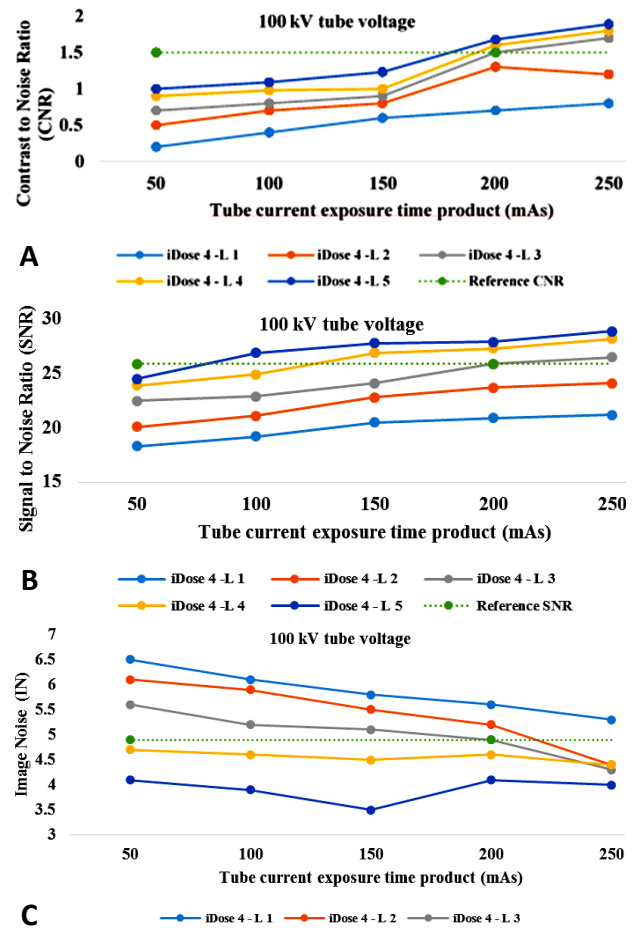 100 kV tube voltage
Contrast to Noise Ratio
(CNR)
2
1.5
1
0.5
0
50 100 150 200 250
Tube current exposure time product (mAs)
A
iDose 4 -L 1 iDose 4 -L 2 iDose 4 -L 3
iDose 4 - L 4 iDose 4 -L 5 Reference CNR
100 kV tube voltage
Signal to Noise Ratio (SNR)
30
25
20
15
50 100 150 200 250
Tube current exposure time product (mAs)
B
iDose 4 -L 1 iDose 4 -L 2 iDose 4 - L 3
iDose 4 -L 4 iDose 4 - L 5 Reference SNR
100 kV tube voltage
Image Noise (IN)
7
6.5
6
5.5
5
4.5
4
3.5
3
50 100 150 200 250
Tube current exposure time product (mAs)
C
iDose 4 - L 1 iDose 4 - L 2 iDose 4 - L 3